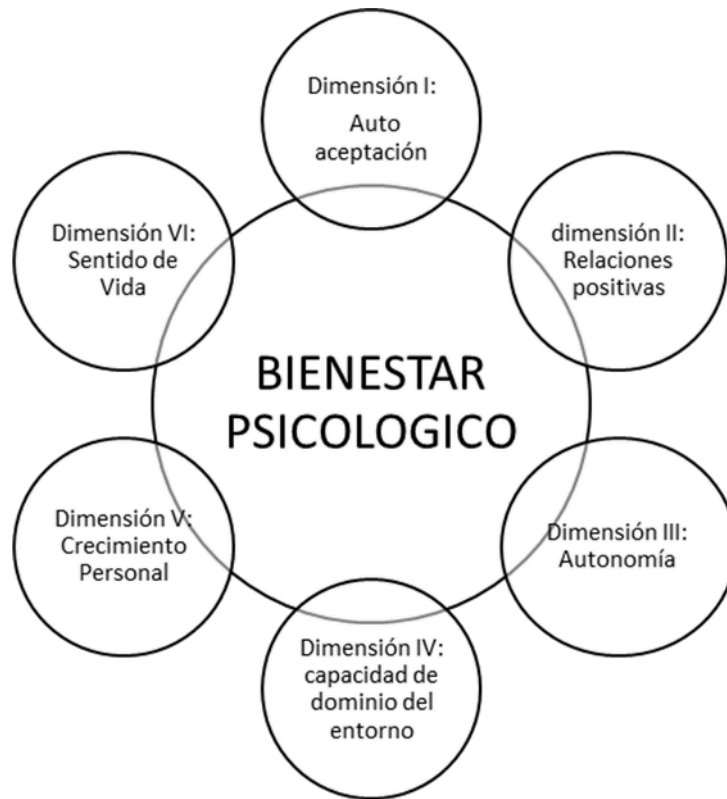 Dimensión I:
Auto
aceptación
dimensión II:
Relaciones
positivas
Dimensión III:
Autonomía
Dimensión IV:
capacidad de
dominio del
entorno
Dimensión V:
Crecimiento
Personal
Dimensión VI:
Sentido de
Vida
BIENESTAR
PSICOLOGICO